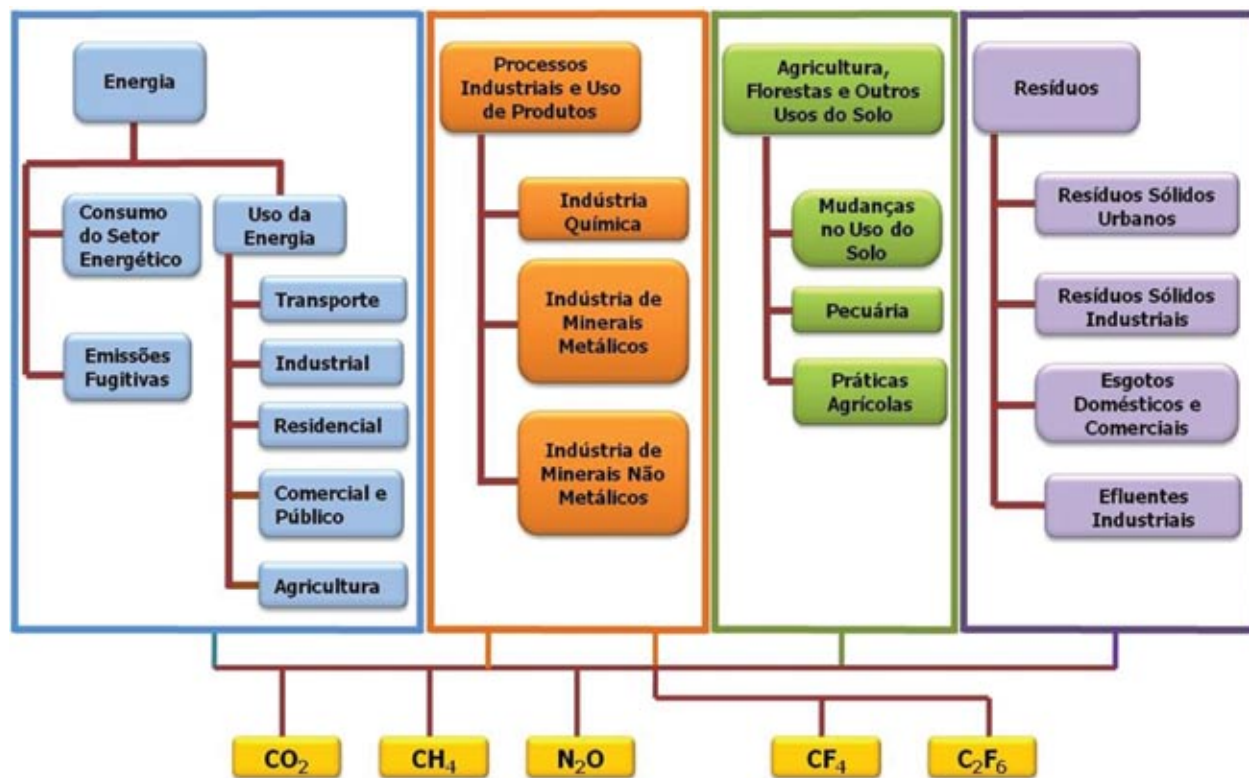 Energia
Consumo
do Setor
Energético
Emissões
Fugitivas
Uso da
Energia
Transporte
Industrial
Residencial
Comercial e
Público
Agricultura
Processos
Industriais e Uso
de Produtos
Indústria
Química
Indústria de
Minerais
Metálicos
Indústria de
Minerais Não
Metálicos
Agricultura,
Florestas e Outros
Usos do Solo
Mudanças
no Uso do
Solo
Pecuária
Práticas
Agrícolas
Resíduos
Resíduos Sólidos
Urbanos
Resíduos Sólidos
Industriais
Esgotos
Domésticos e
Comerciais
Efluentes
Industriais
CO₂
CH₄
N₂O
CF₄
C₂F₆